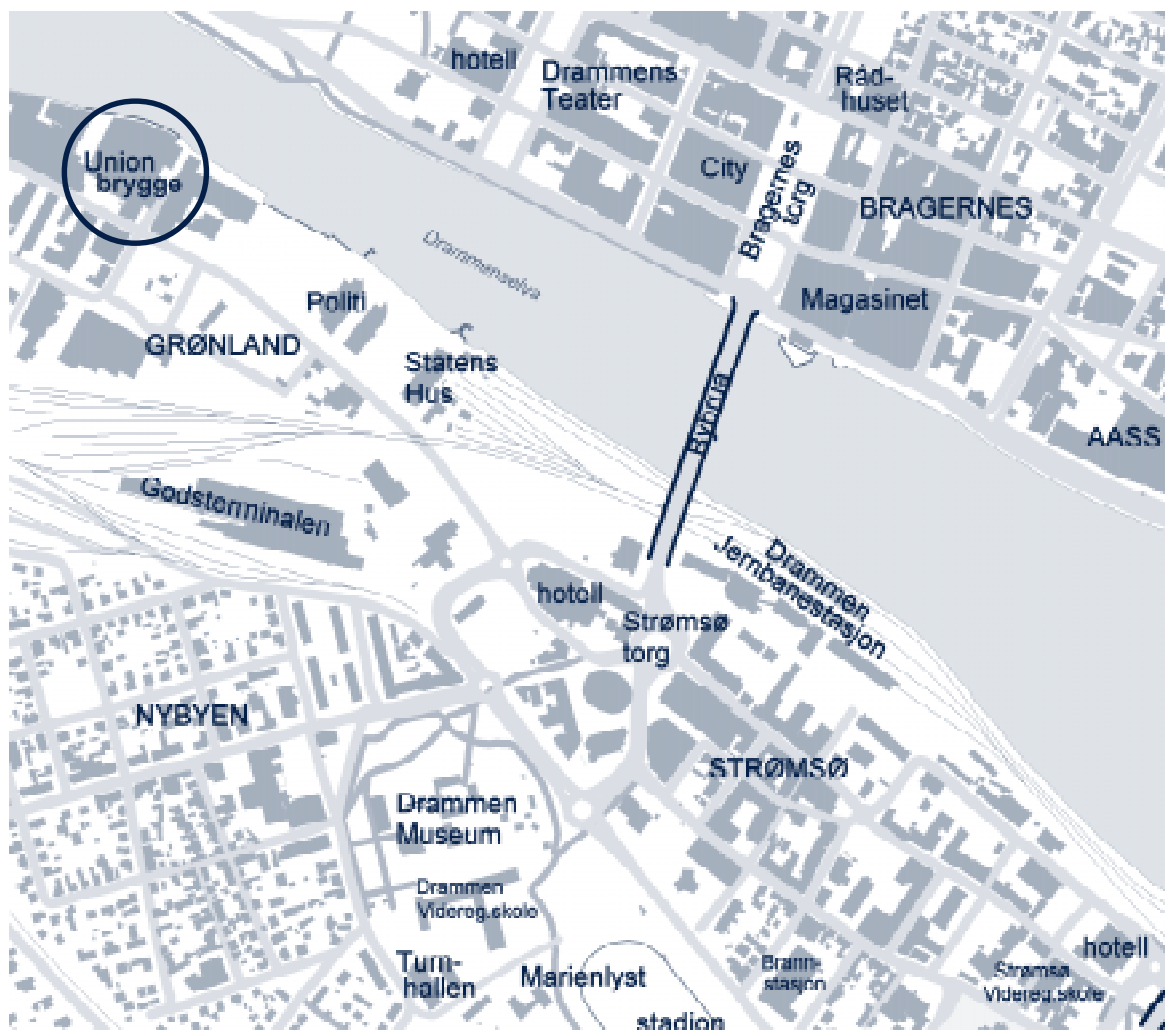 hotell
Drammens
Teater
Råd-
huset
Union
brygge
City
Bragernes
torg
BRAGERNES
Drammenselva
Politi
Magasinet
GRØNLAND
Statens
Hus
Bybrua
AASS
Godsterminalen
Drammen
Jernbanestasjon
hotell
Strømsø
torg
NYBYEN
STRØMSØ
Drammen
Museum
Drammen
Videreg.skole
Turn-
hallen
Marienlyst
stadion
Brann-
stasjon
Strømsø
Videreg.skole
hotell